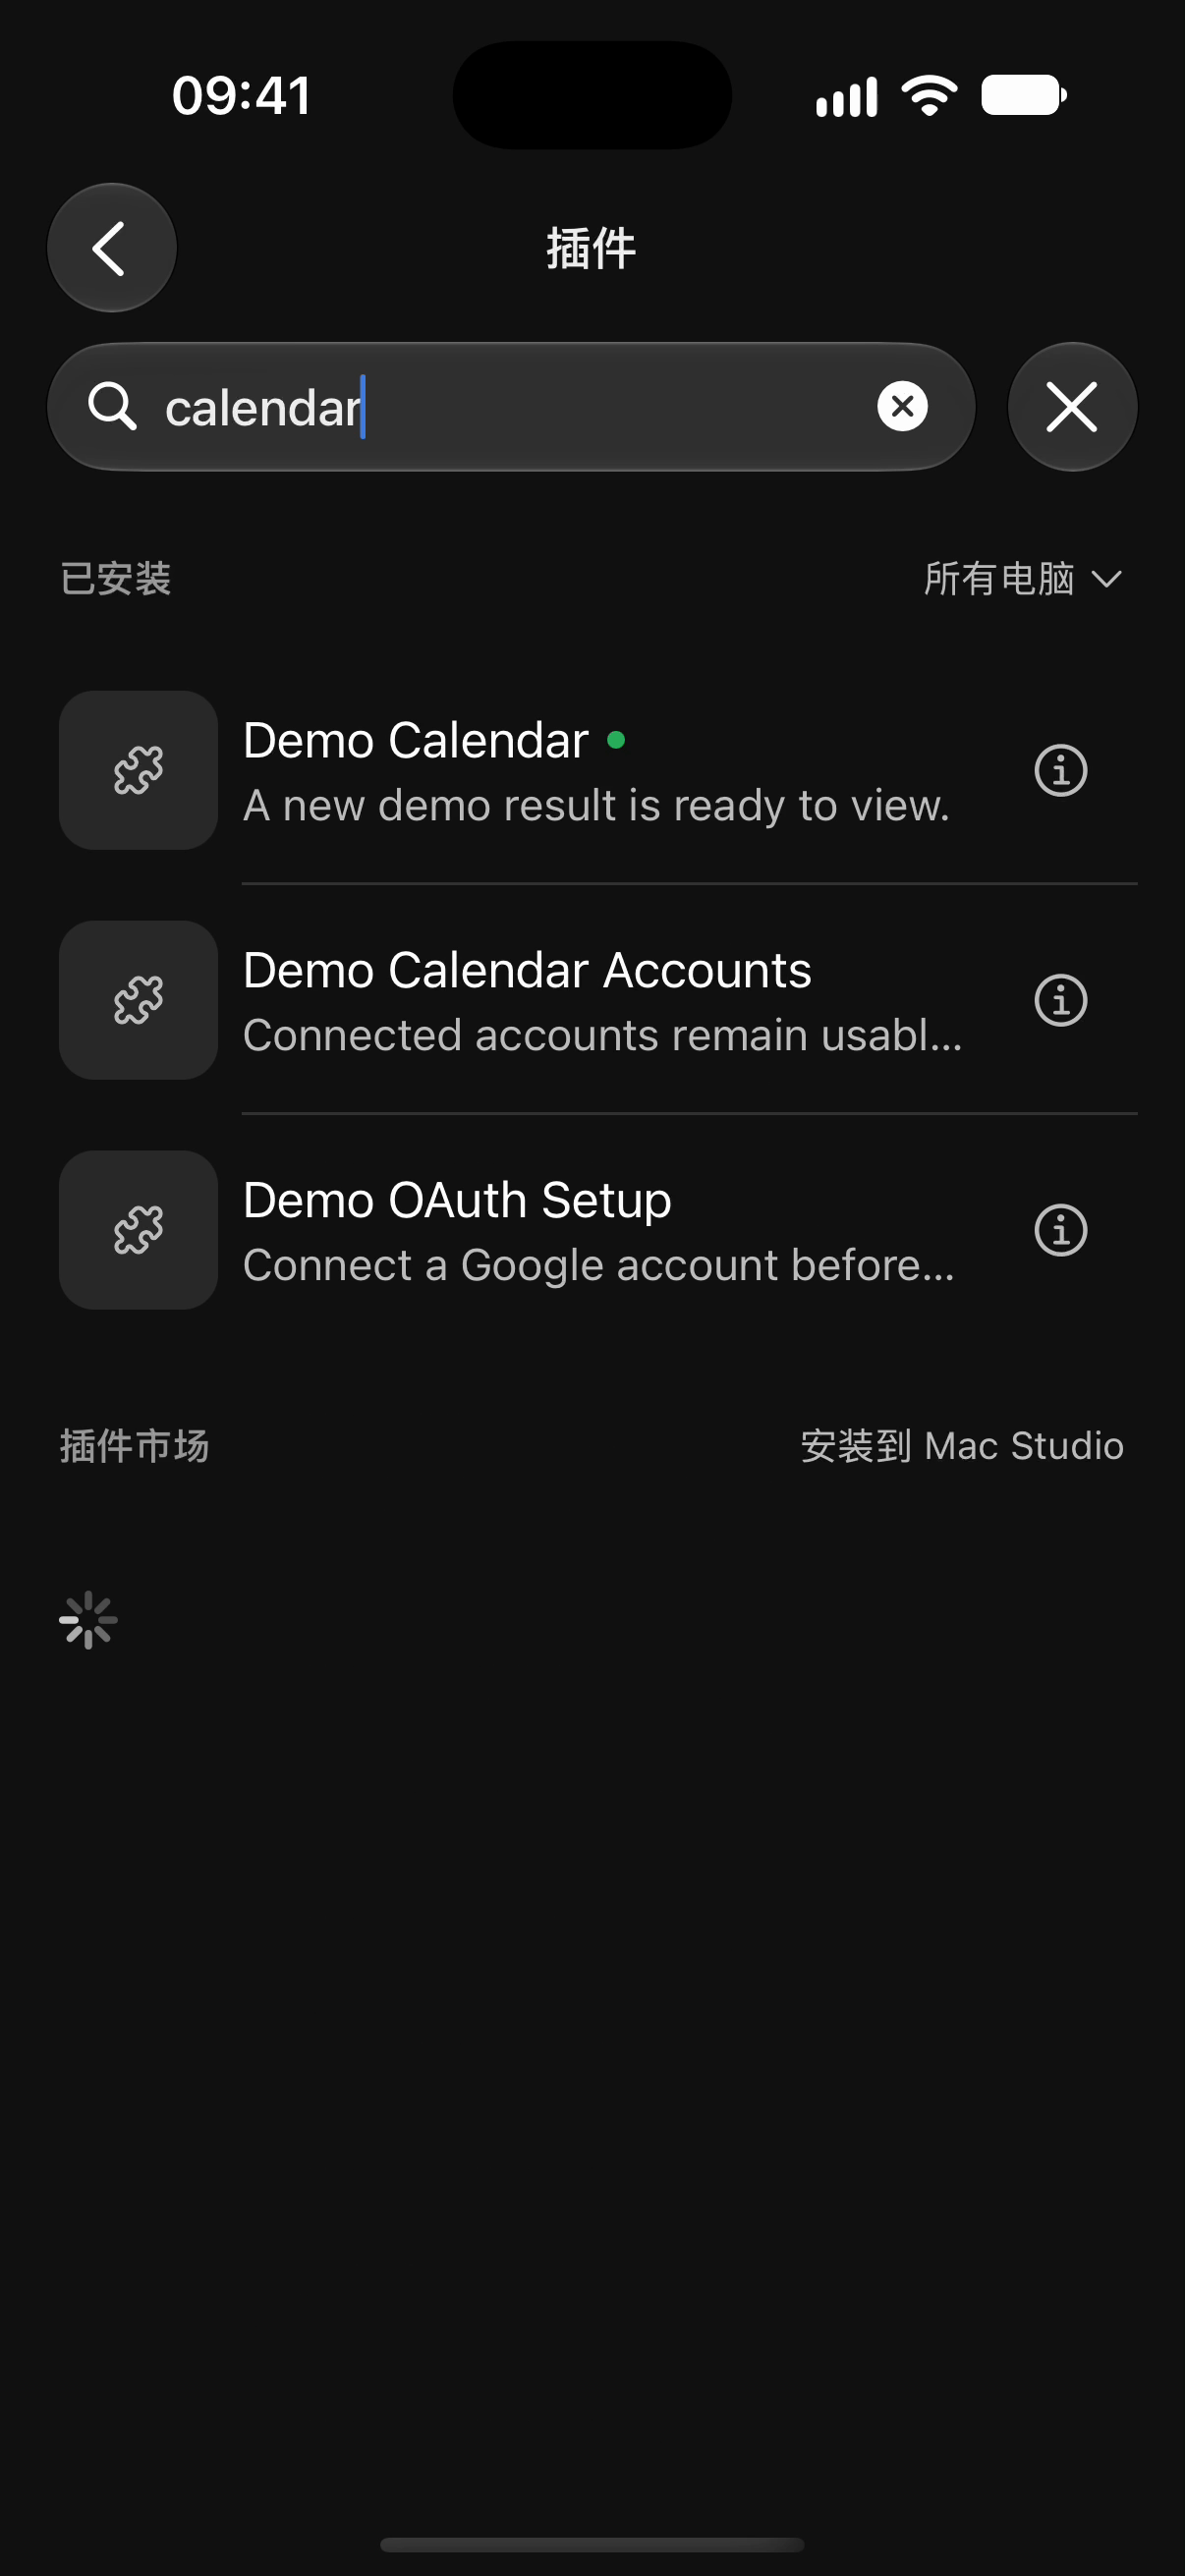 09:41
插件
calendar
已安装
所有电脑
Demo Calendar
A new demo result is ready to view.
Demo Calendar Accounts
Connected accounts remain usabl...
Demo OAuth Setup
Connect a Google account before...
插件市场
安装到 Mac Studio